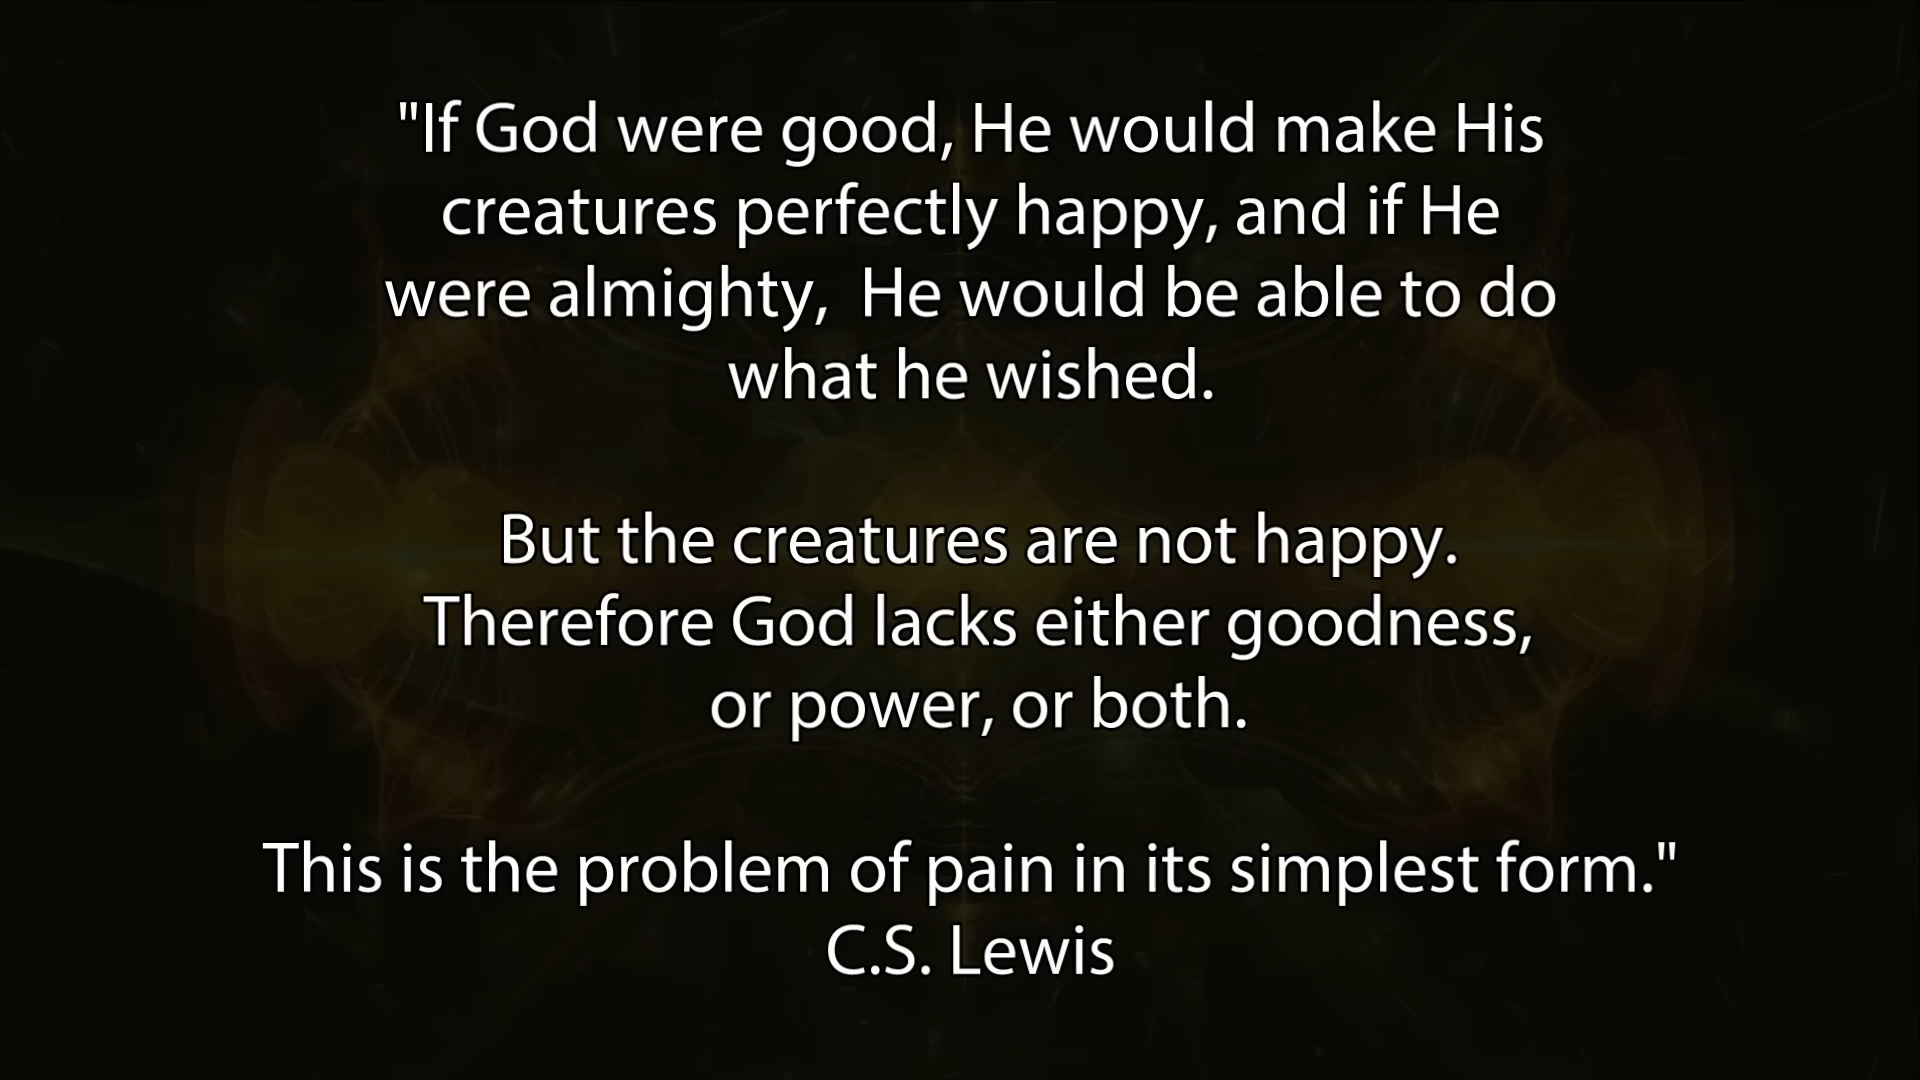 "If God were good, He would make His
creatures perfectly happy, and if He
were almighty,  He would be able to do
what he wished.
But the creatures are not happy.
Therefore God lacks either goodness,
or power, or both.
This is the problem of pain in its simplest form."
C.S. Lewis